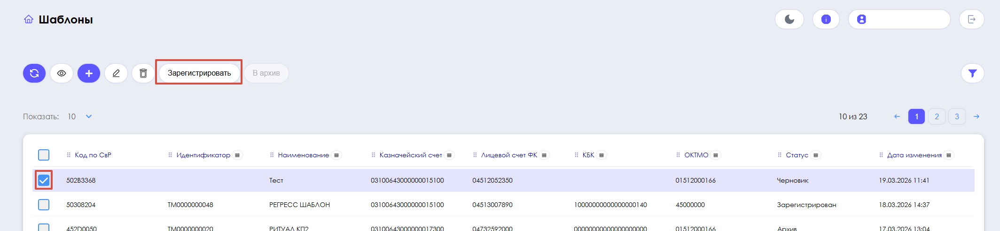 Шаблоны
Зарегистрировать В архив
Показать: 10 10 из 23 1 2 3
Код по СвР Идентификатор Наименование Казначейский счет Лицевой счет ФК КБК ОКТМО Статус Дата изменения
502B3368 Тест 03100643000000015100 04512052350 01512000166 Черновик 19.03.2026 11:41
50308204 TM0000000048 РЕГРЕСС ШАБЛОН 03100643000000015100 04513007890 10000000000000000140 45000000 Зарегистрирован 18.03.2026 14:37
452D0050 TM0000000020 РИТУАЛ КП2 03100643000000017300 04732592000 00000000000000000000 01512000166 Архив 17.03.2026 13:04